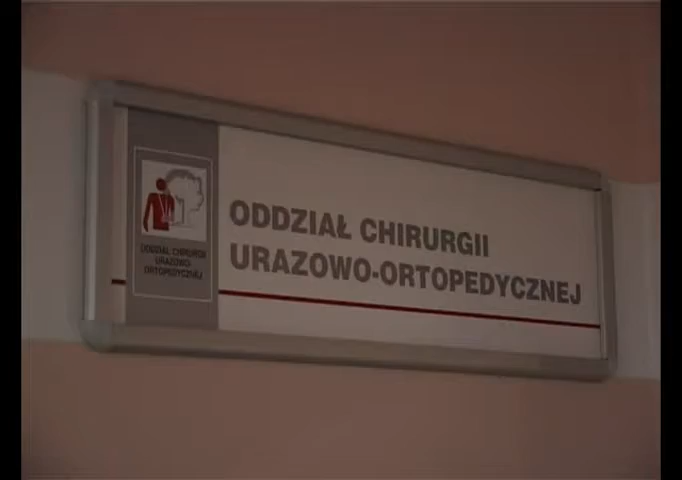 ODDZIAŁ CHIRURGII
URAZOWO-ORTOPEDYCZNEJ
ODDZIAŁ CHIRURGII
URAZOWO-
ORTOPEDYCZNEJ